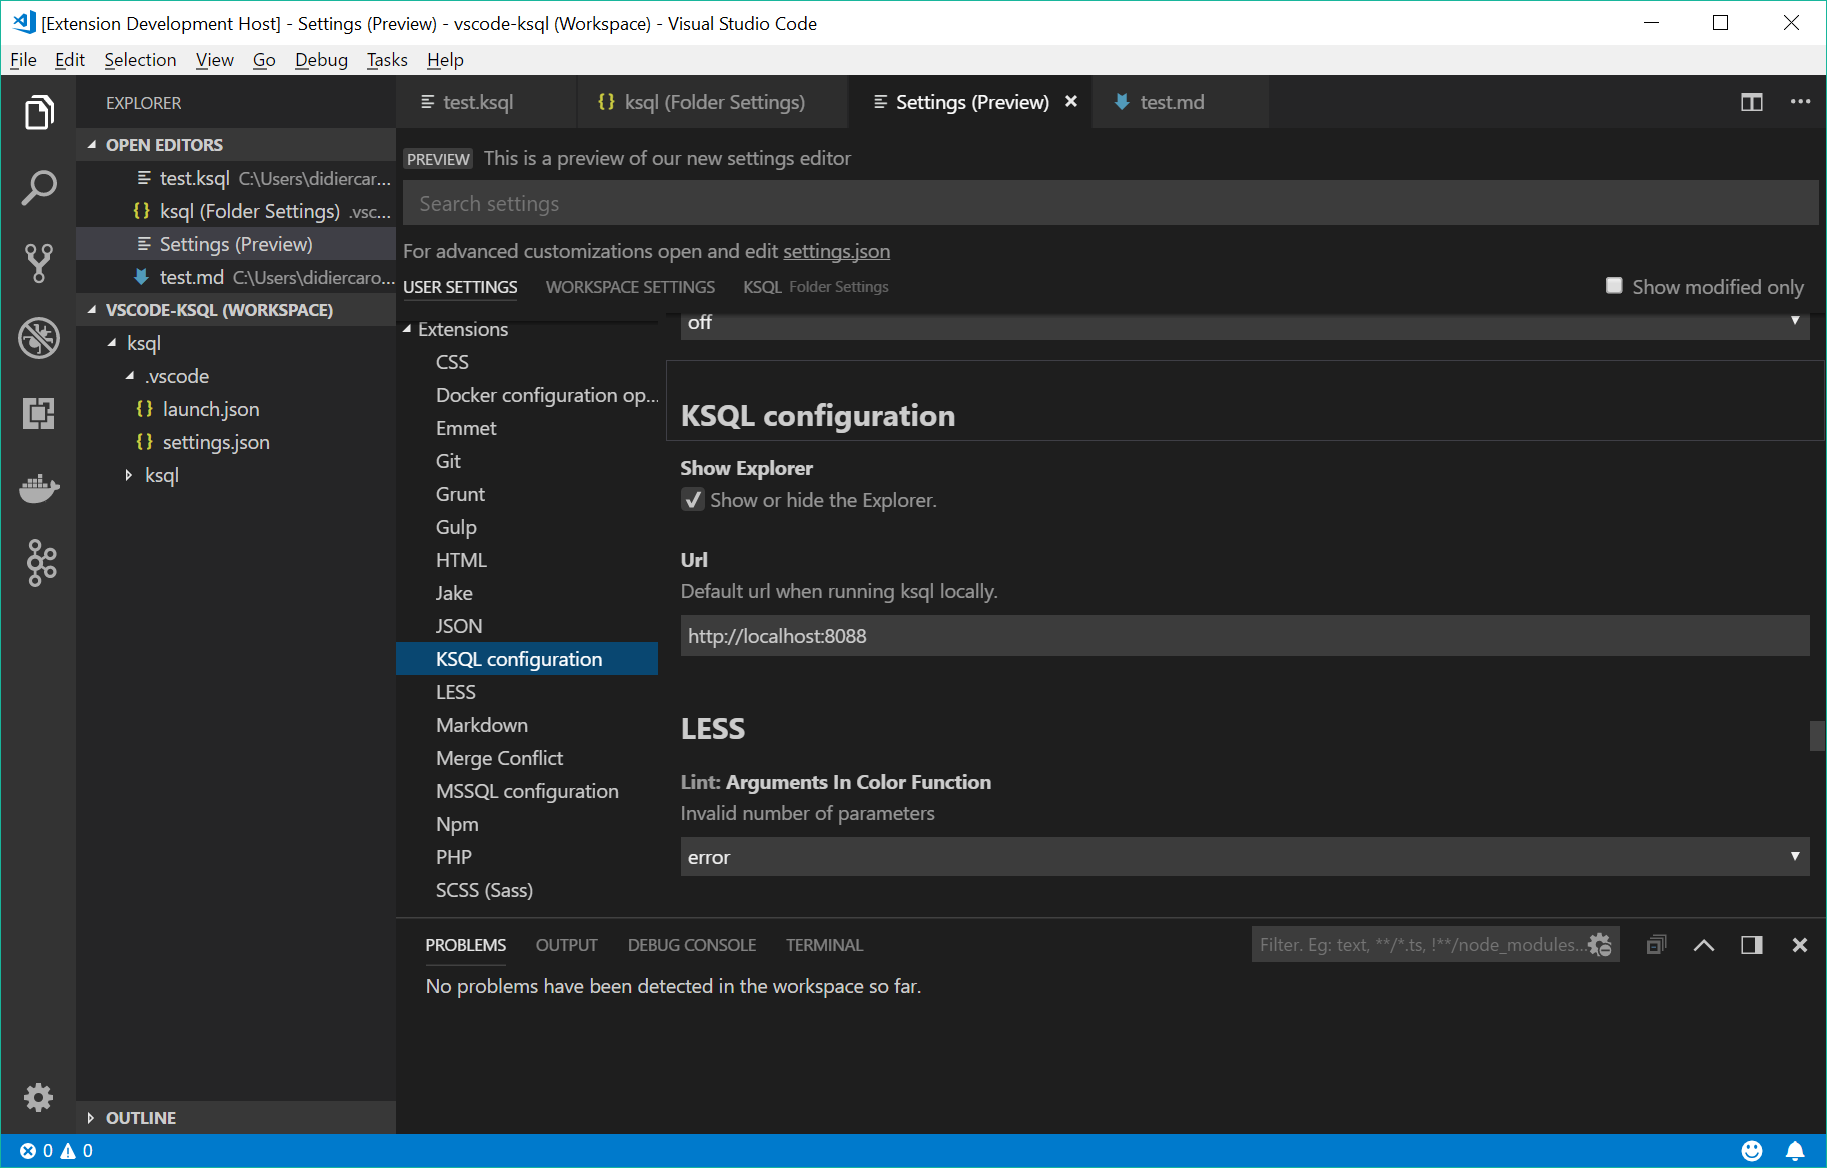 [Extension Development Host] - Settings (Preview) - vscode-ksql (Workspace) - Visual Studio Code
File Edit Selection View Go Debug Tasks Help
EXPLORER
OPEN EDITORS
test.ksql C:\Users\didiercar...
ksql (Folder Settings) .vsc...
Settings (Preview)
test.md C:\Users\didiercaro...
VSCODE-KSQL (WORKSPACE)
ksql
.vscode
launch.json
settings.json
ksql
OUTLINE
test.ksql
ksql (Folder Settings)
Settings (Preview)
test.md
PREVIEW This is a preview of our new settings editor
Search settings
For advanced customizations open and edit settings.json
USER SETTINGS WORKSPACE SETTINGS KSQL Folder Settings
Show modified only
Extensions
CSS
Docker configuration op...
Emmet
Git
Grunt
Gulp
HTML
Jake
JSON
KSQL configuration
LESS
Markdown
Merge Conflict
MSSQL configuration
Npm
PHP
SCSS (Sass)
off
KSQL configuration
Show Explorer
Show or hide the Explorer.
Url
Default url when running ksql locally.
http://localhost:8088
LESS
Lint: Arguments In Color Function
Invalid number of parameters
error
PROBLEMS OUTPUT DEBUG CONSOLE TERMINAL
Filter. Eg: text, **/*.ts, !**/node_modules...
No problems have been detected in the workspace so far.
0 0